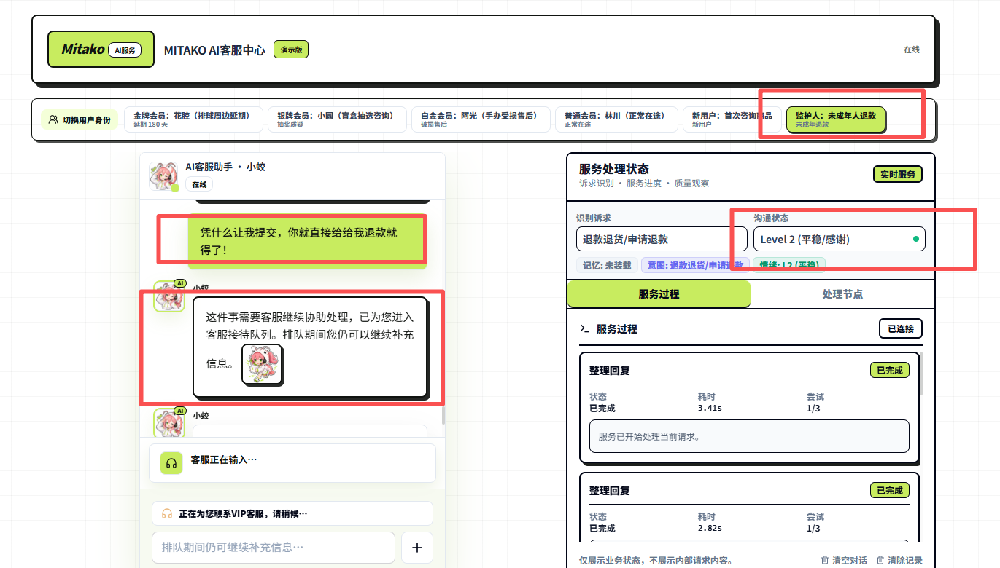 Mitako AI服务
MITAKO AI客服中心
演示版
在线
切换用户身份
金牌会员：花腔（排球周边延期）
延期 180 天
银牌会员：小圆（盲盒抽选咨询）
抽奖质疑
白金会员：阿光（手办受损售后）
破损售后
普通会员：林川（正常在途）
正常在途
新用户：首次咨询商品
新用户
监护人：未成年人退款
未成年退款
AI客服助手 · 小蛟
在线
凭什么让我提交，你就直接给给我退款就
得了！
AI
小蛟
这件事需要客服继续协助处理，已为您进入
客服接待队列。排队期间您仍可以继续补充
信息。
AI
小蛟
客服正在输入…
正在为您联系VIP客服，请稍候…
排队期间仍可继续补充信息…
服务处理状态
诉求识别 · 服务进度 · 质量观察
实时服务
识别诉求
退款退货/申请退款
沟通状态
Level 2 (平稳/感谢)
记忆: 未装载
意图: 退款退货/申请退款
情绪: L2 (平稳)
服务过程
处理节点
服务过程
已连接
整理回复
已完成
状态
已完成
耗时
3.41s
尝试
1/3
服务已开始处理当前请求。
整理回复
已完成
状态
已完成
耗时
2.82s
尝试
1/3
仅展示业务状态，不展示内部请求内容。
清空对话
清除记录